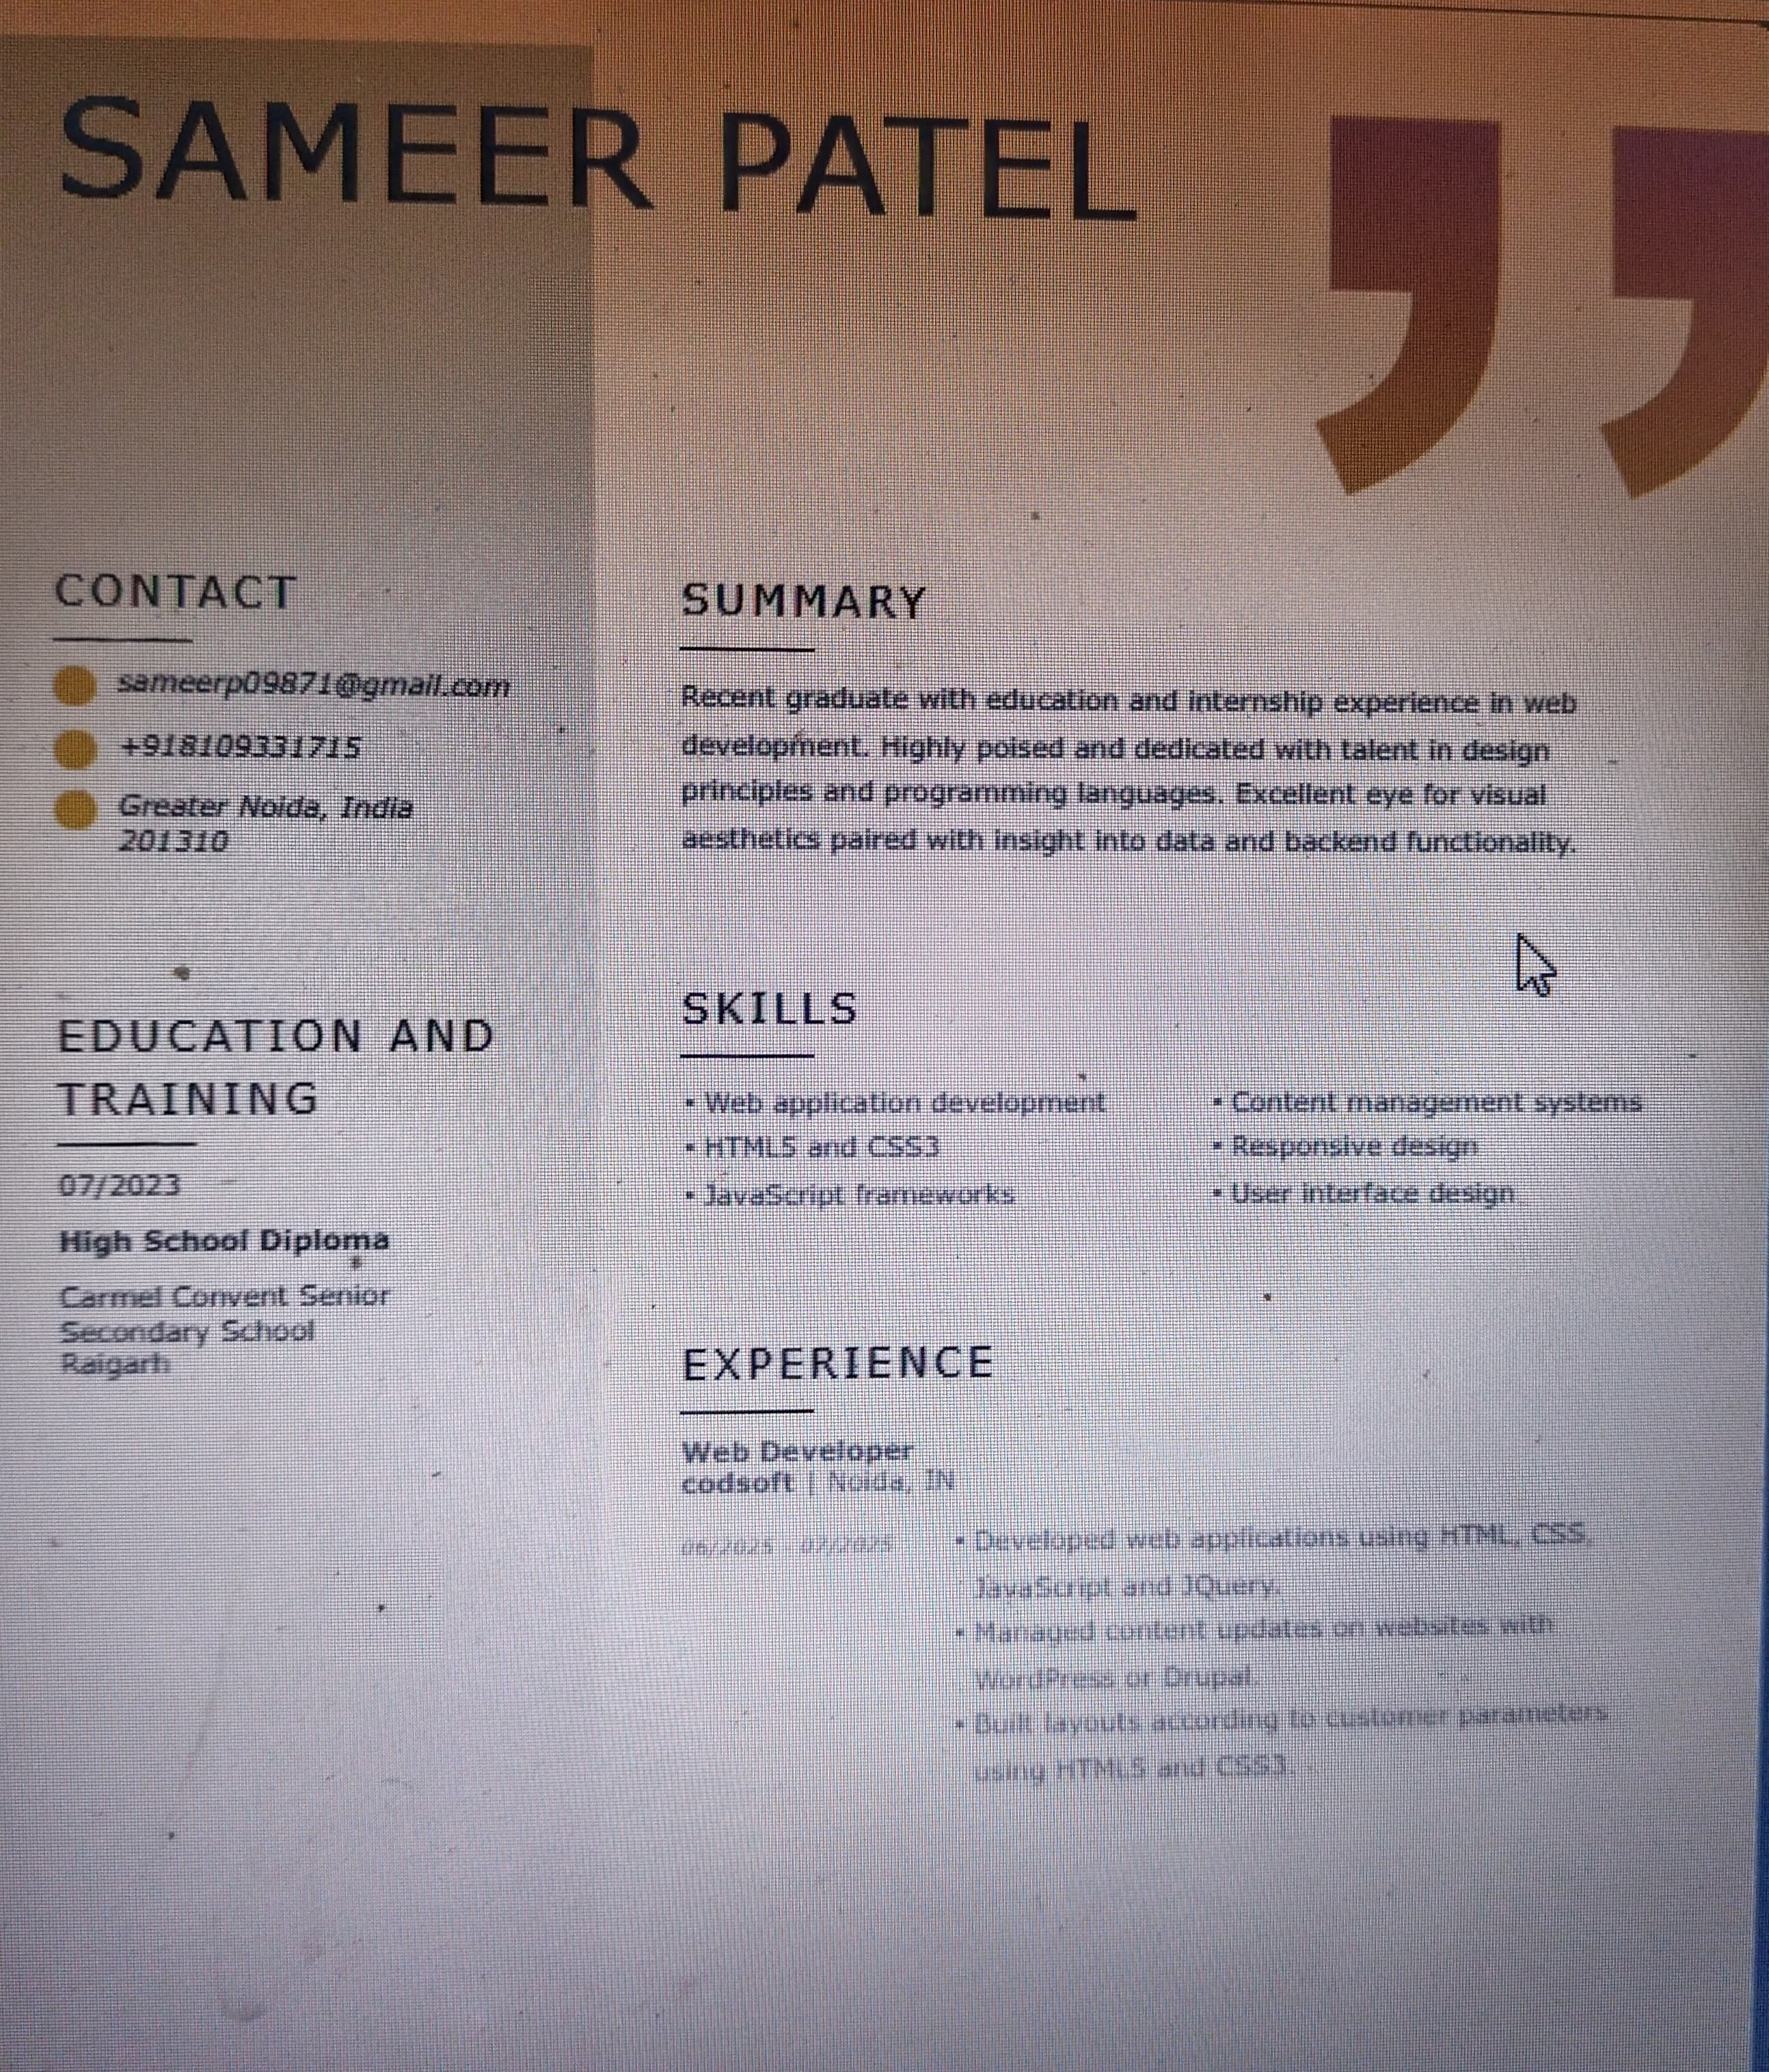 SAMEER PATEL
”
CONTACT
sameerp09871@gmail.com
+918109331715
Greater Noida, India
201310
EDUCATION AND
TRAINING
07/2023
High School Diploma
Carmel Convent Senior
Secondary School
Raigarh
SUMMARY
Recent graduate with education and internship experience in web
development. Highly poised and dedicated with talent in design
principles and programming languages. Excellent eye for visual
aesthetics paired with insight into data and backend functionality.
SKILLS
▪ Web application development
▪ HTML5 and CSS3
▪ JavaScript frameworks
▪ Content management systems
▪ Responsive design
▪ User interface design
EXPERIENCE
Web Developer
codsoft | Noida, IN
06/2025 - 07/2025
▪ Developed web applications using HTML, CSS,
JavaScript and JQuery.
▪ Managed content updates on websites with
WordPress or Drupal.
▪ Built layouts according to customer parameters
using HTML5 and CSS3.